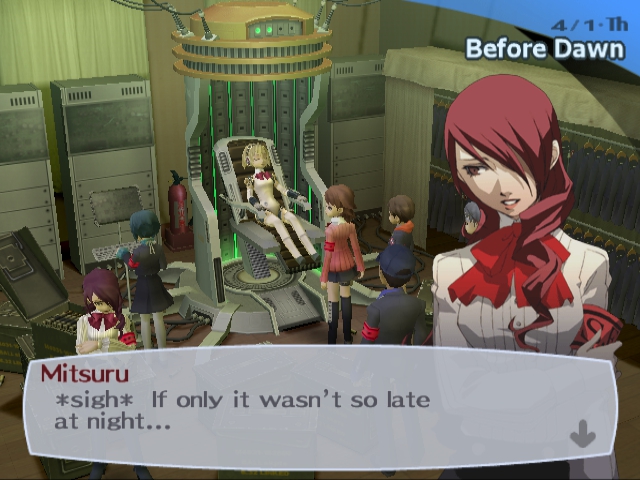 4/1·Th
Before Dawn
Mitsuru
*sigh* If only it wasn't so late
at night...